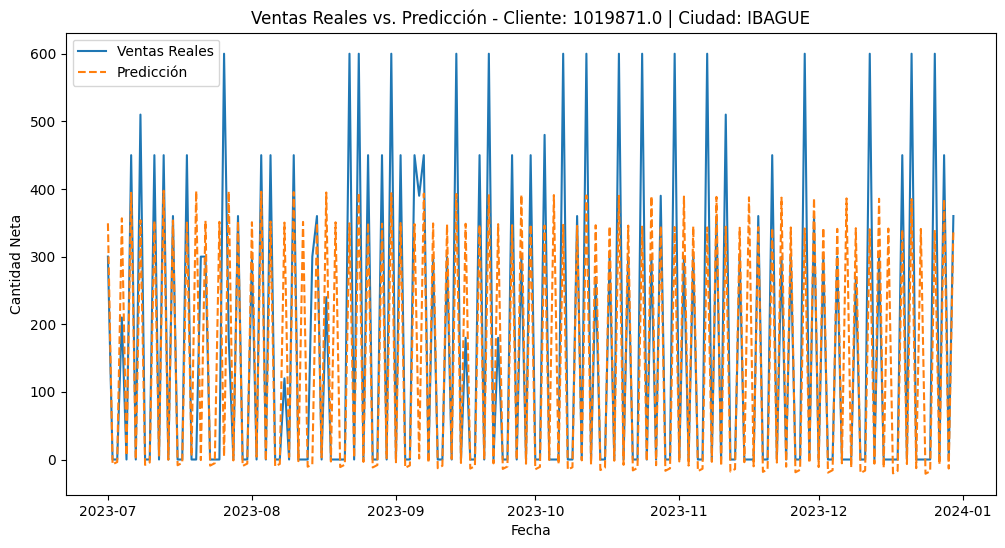 Ventas Reales vs. Predicción - Cliente: 1019871.0 | Ciudad: IBAGUE
Ventas Reales
Predicción
Cantidad Neta
600
500
400
300
200
100
0
2023-07
2023-08
2023-09
2023-10
2023-11
2023-12
2024-01
Fecha